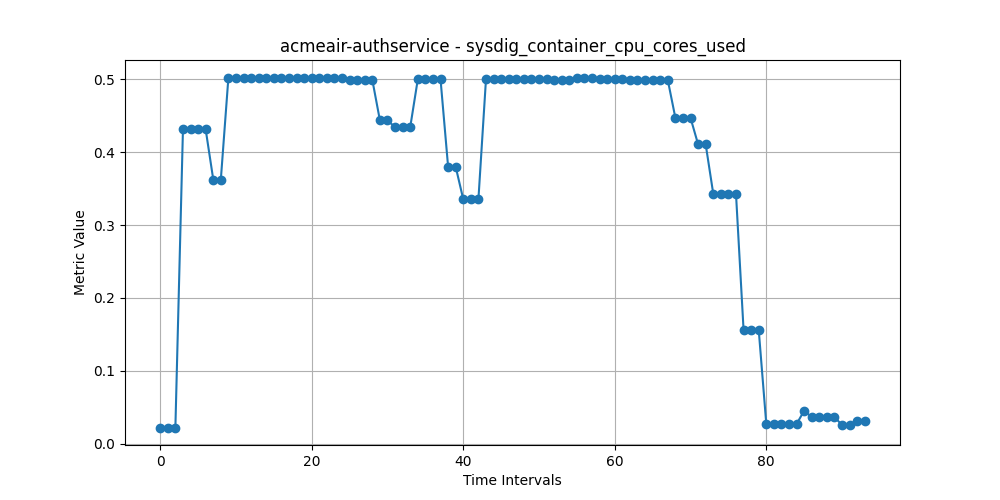 acmeair-authservice - sysdig_container_cpu_cores_used
Metric Value
0.5
0.4
0.3
0.2
0.1
0.0
0 20 40 60 80
Time Intervals